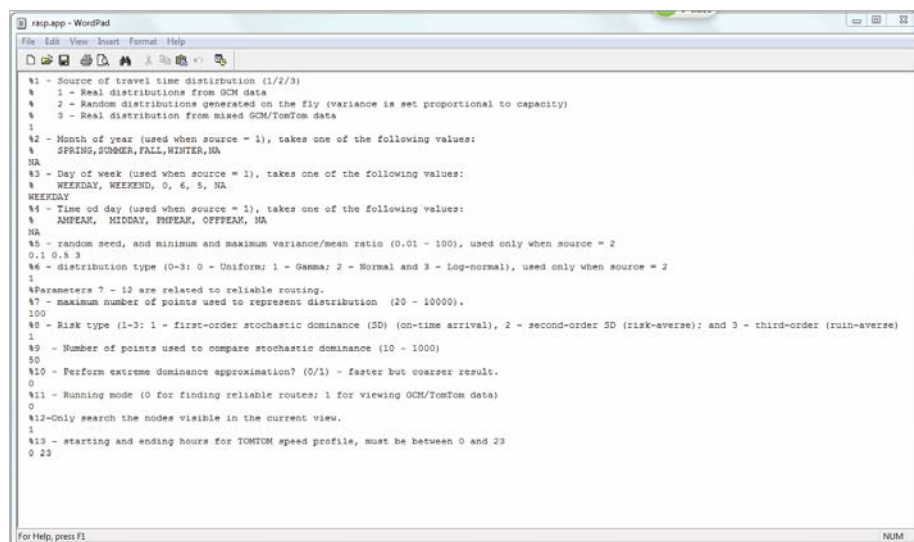 rasp.app - WordPad
File Edit View Insert Format Help
%1 - Source of travel time distirbution (1/2/3)
% 1 - Real distributions from GCM data
% 2 - Random distributions generated on the fly (variance is set proportional to capacity)
% 3 - Real distribution from mixed GCM/TomTom data
1
%2 - Month of year (used when source = 1), takes one of the following values:
% SPRING,SUMMER,FALL,WINTER,NA
NA
%3 - Day of week (used when source = 1), takes one of the following values:
% WEEKDAY, WEEKEND, 0, 6, 5, NA
WEEKDAY
%4 - Time od day (used when source = 1), takes one of the following values:
% AMPEAK, MIDDAY, PMPEAK, OFFPEAK, NA
NA
%5 - random seed, and minimum and maximum variance/mean ratio (0.01 - 100), used only when source = 2
0.1 0.5 3
%6 - distribution type (0-3: 0 - Uniform; 1 - Gamma; 2 - Normal and 3 - Log-normal), used only when source = 2
1
%Parameters 7 - 12 are related to reliable routing.
%7 - maximum number of points used to represent distribution (20 - 10000).
100
%8 - Risk type (1-3: 1 - first-order stochastic dominance (SD) (on-time arrival), 2 - second-order SD (risk-averse); and 3 - third-order (ruin-averse)
1
%9 - Number of points used to compare stochastic dominance (10 - 1000)
50
%10 - Perform extreme dominance approximation? (0/1) - faster but coarser result.
0
%11 - Running mode (0 for finding reliable routes; 1 for viewing GCM/TomTom data)
0
%12-Only search the nodes visible in the current view.
1
%13 - starting and ending hours for TOMTOM speed profile, must be between 0 and 23
0 23
For Help, press F1
NUM